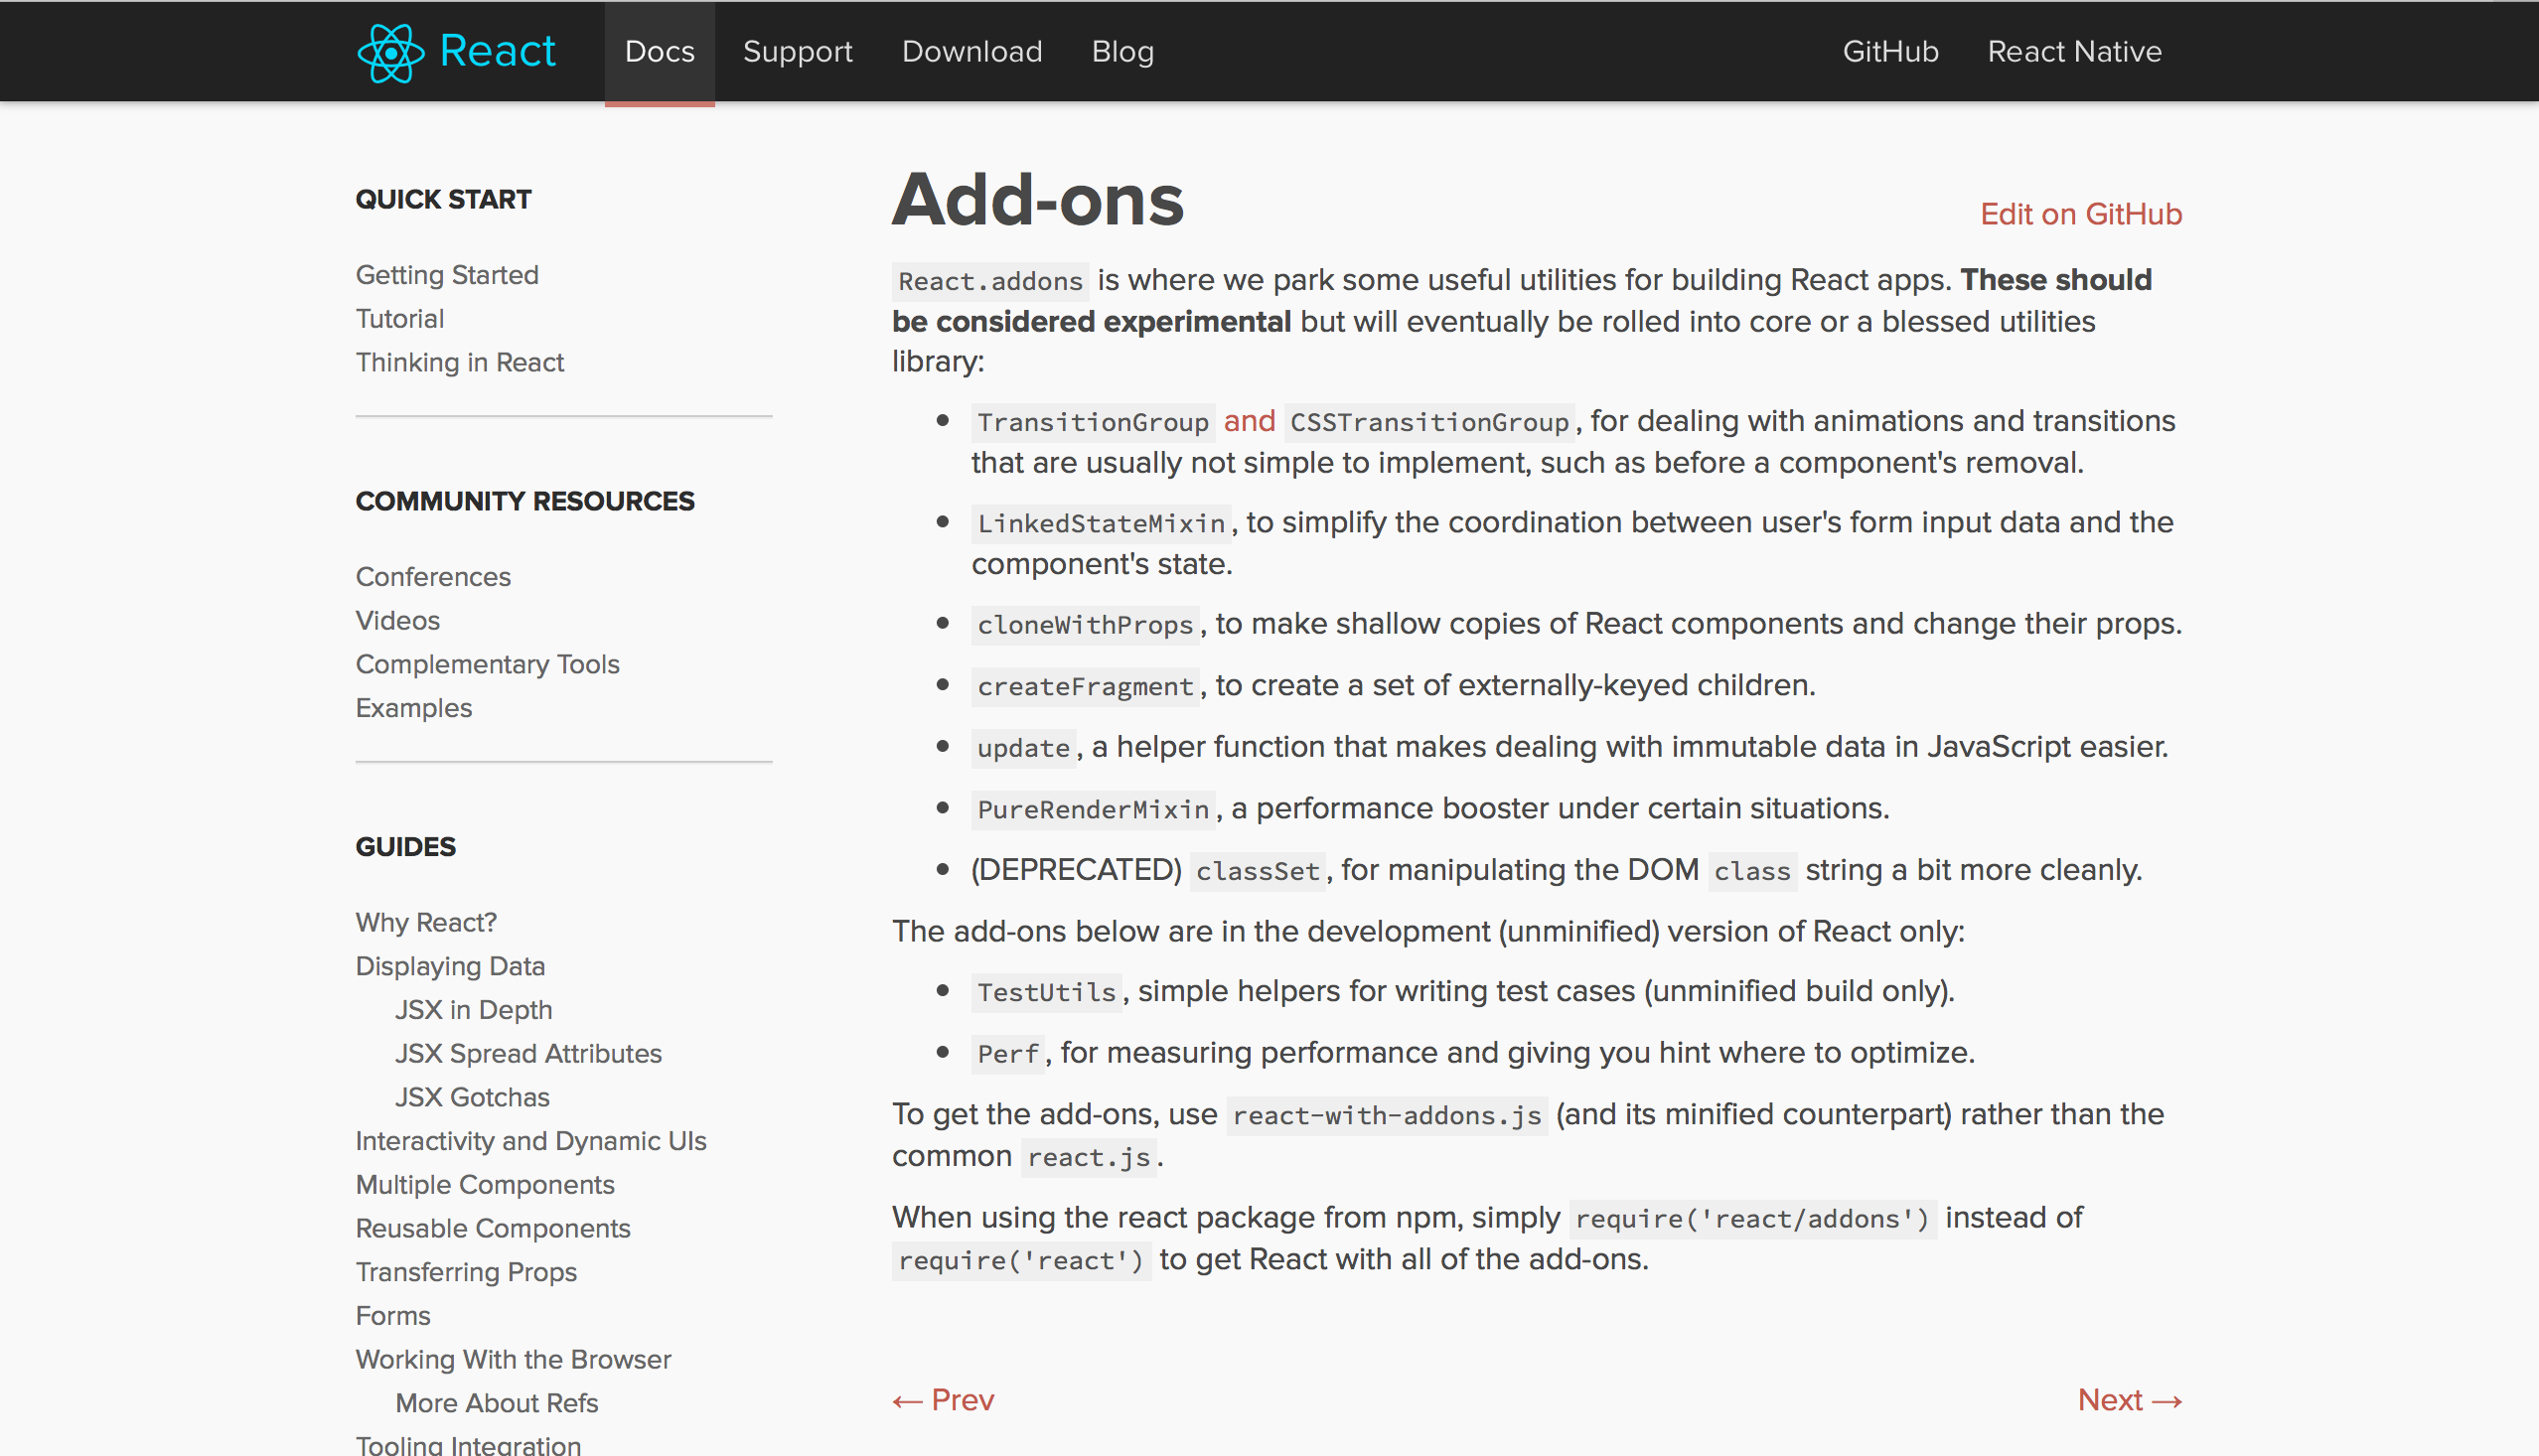 React
Docs
Support
Download
Blog
GitHub
React Native
QUICK START
Getting Started
Tutorial
Thinking in React
COMMUNITY RESOURCES
Conferences
Videos
Complementary Tools
Examples
GUIDES
Why React?
Displaying Data
JSX in Depth
JSX Spread Attributes
JSX Gotchas
Interactivity and Dynamic UIs
Multiple Components
Reusable Components
Transferring Props
Forms
Working With the Browser
More About Refs
Tooling Integration
Add-ons
Edit on GitHub
React.addons is where we park some useful utilities for building React apps. These should
be considered experimental but will eventually be rolled into core or a blessed utilities
library:
• TransitionGroup and CSSTransitionGroup, for dealing with animations and transitions
that are usually not simple to implement, such as before a component's removal.
• LinkedStateMixin, to simplify the coordination between user's form input data and the
component's state.
• cloneWithProps, to make shallow copies of React components and change their props.
• createFragment, to create a set of externally-keyed children.
• update, a helper function that makes dealing with immutable data in JavaScript easier.
• PureRenderMixin, a performance booster under certain situations.
• (DEPRECATED) classSet, for manipulating the DOM class string a bit more cleanly.
The add-ons below are in the development (unminified) version of React only:
• TestUtils, simple helpers for writing test cases (unminified build only).
• Perf, for measuring performance and giving you hint where to optimize.
To get the add-ons, use react-with-addons.js (and its minified counterpart) rather than the
common react.js.
When using the react package from npm, simply require('react/addons') instead of
require('react') to get React with all of the add-ons.
← Prev
Next →